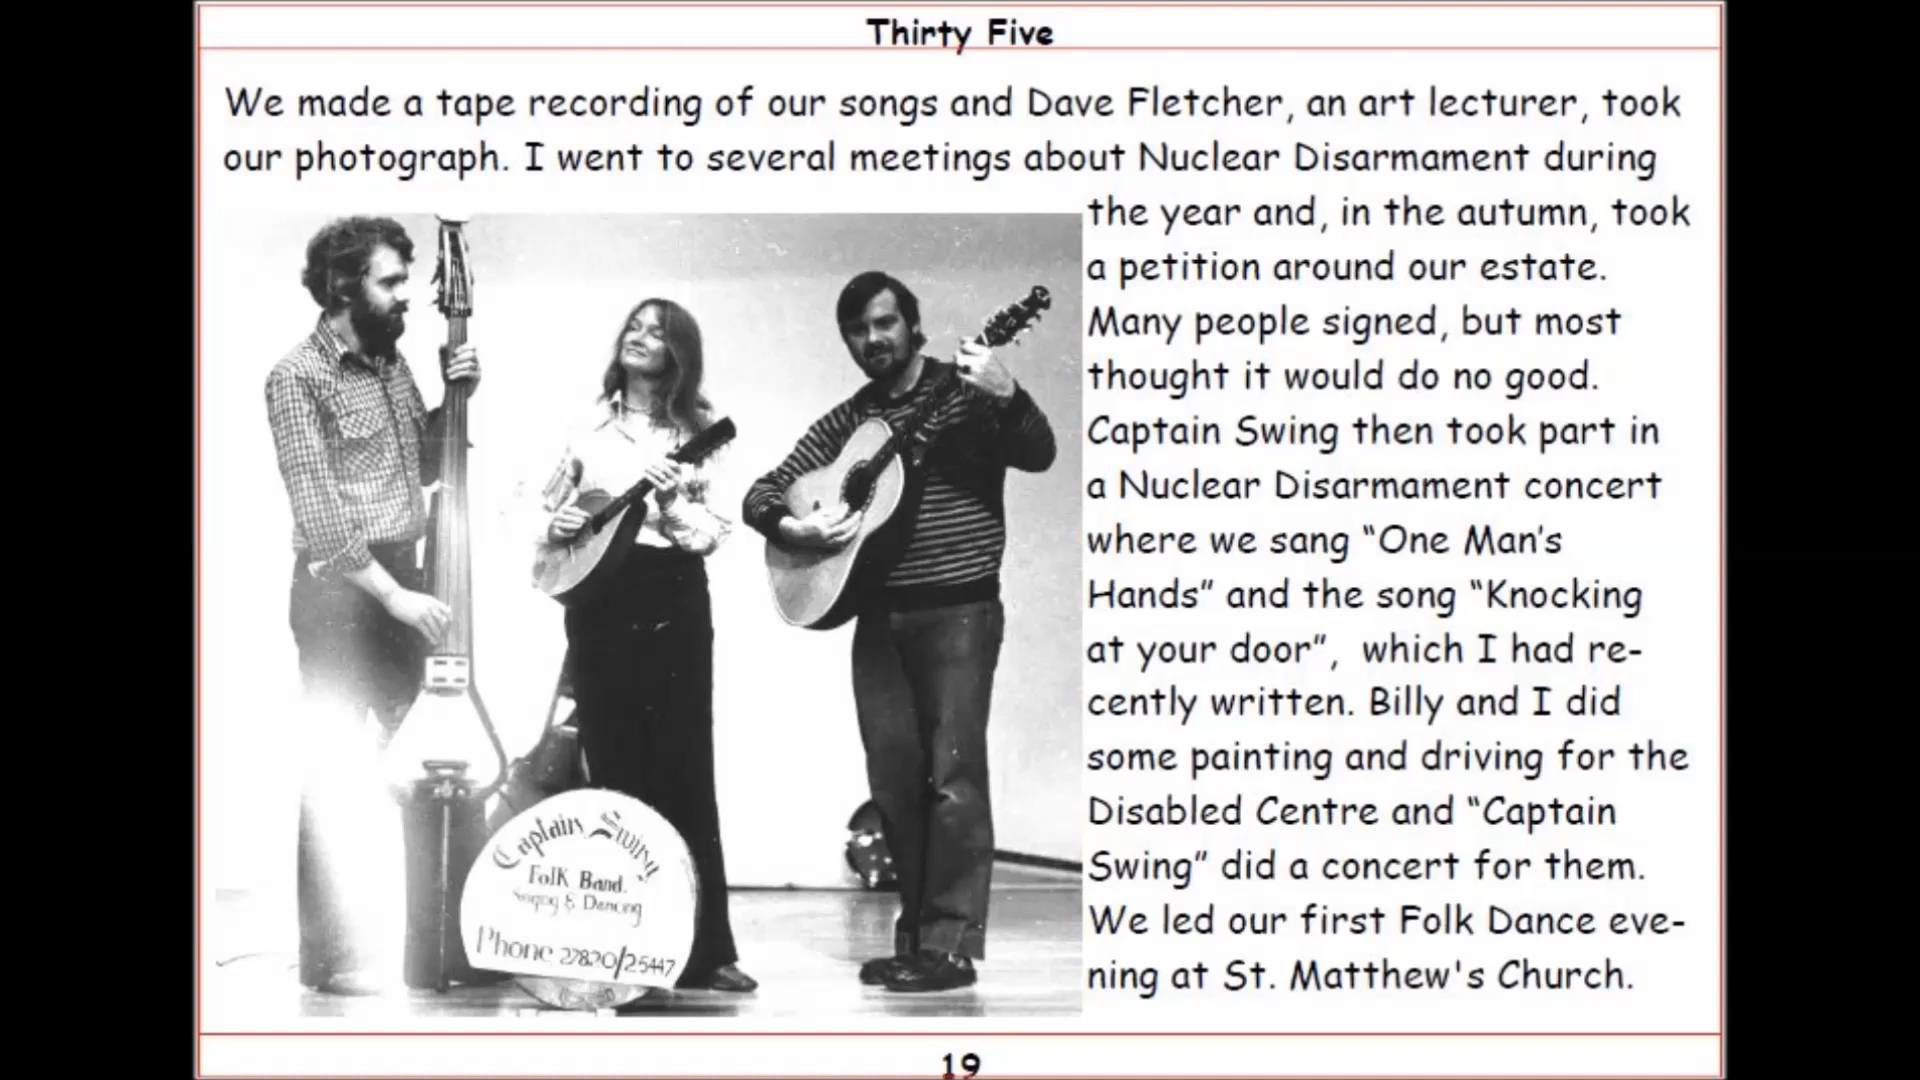 Thirty Five
We made a tape recording of our songs and Dave Fletcher, an art lecturer, took
our photograph. I went to several meetings about Nuclear Disarmament during
the year and, in the autumn, took
a petition around our estate.
Many people signed, but most
thought it would do no good.
Captain Swing then took part in
a Nuclear Disarmament concert
where we sang “One Man’s
Hands” and the song “Knocking
at your door”, which I had re-
cently written. Billy and I did
some painting and driving for the
Disabled Centre and “Captain
Swing” did a concert for them.
We led our first Folk Dance eve-
ning at St. Matthew's Church.
Captain Swing
Folk Band.
Singing & Dancing
Phone 27820/25447
19